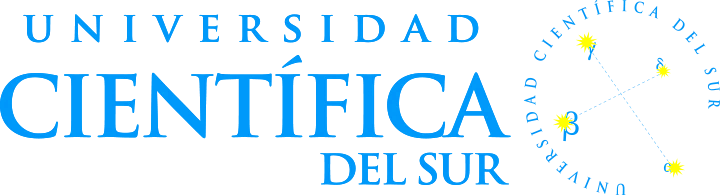 UNIVERSIDAD
CIENTÍFICA
DEL SUR
UNIVERSIDAD CIENTÍFICA DEL SUR
γ
δ
β
α